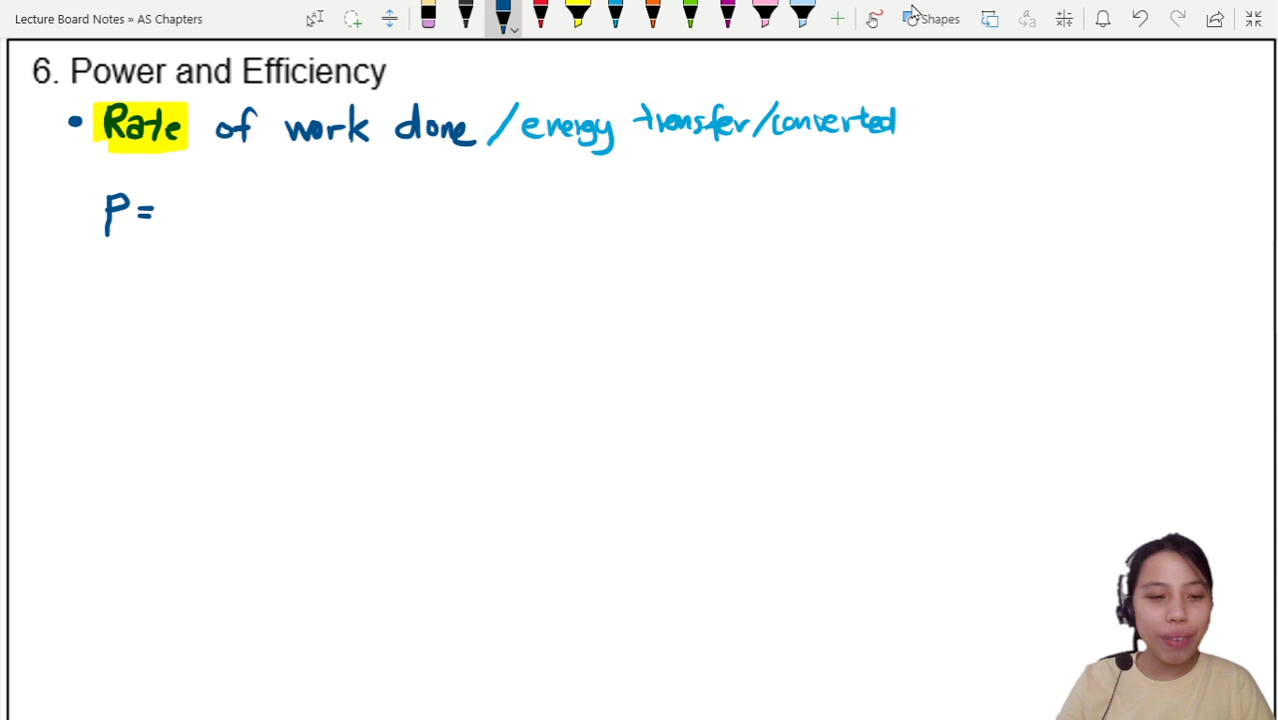 Lecture Board Notes » AS Chapters
Shapes
6. Power and Efficiency
• Rate of work done /energy transfer/converted
P =